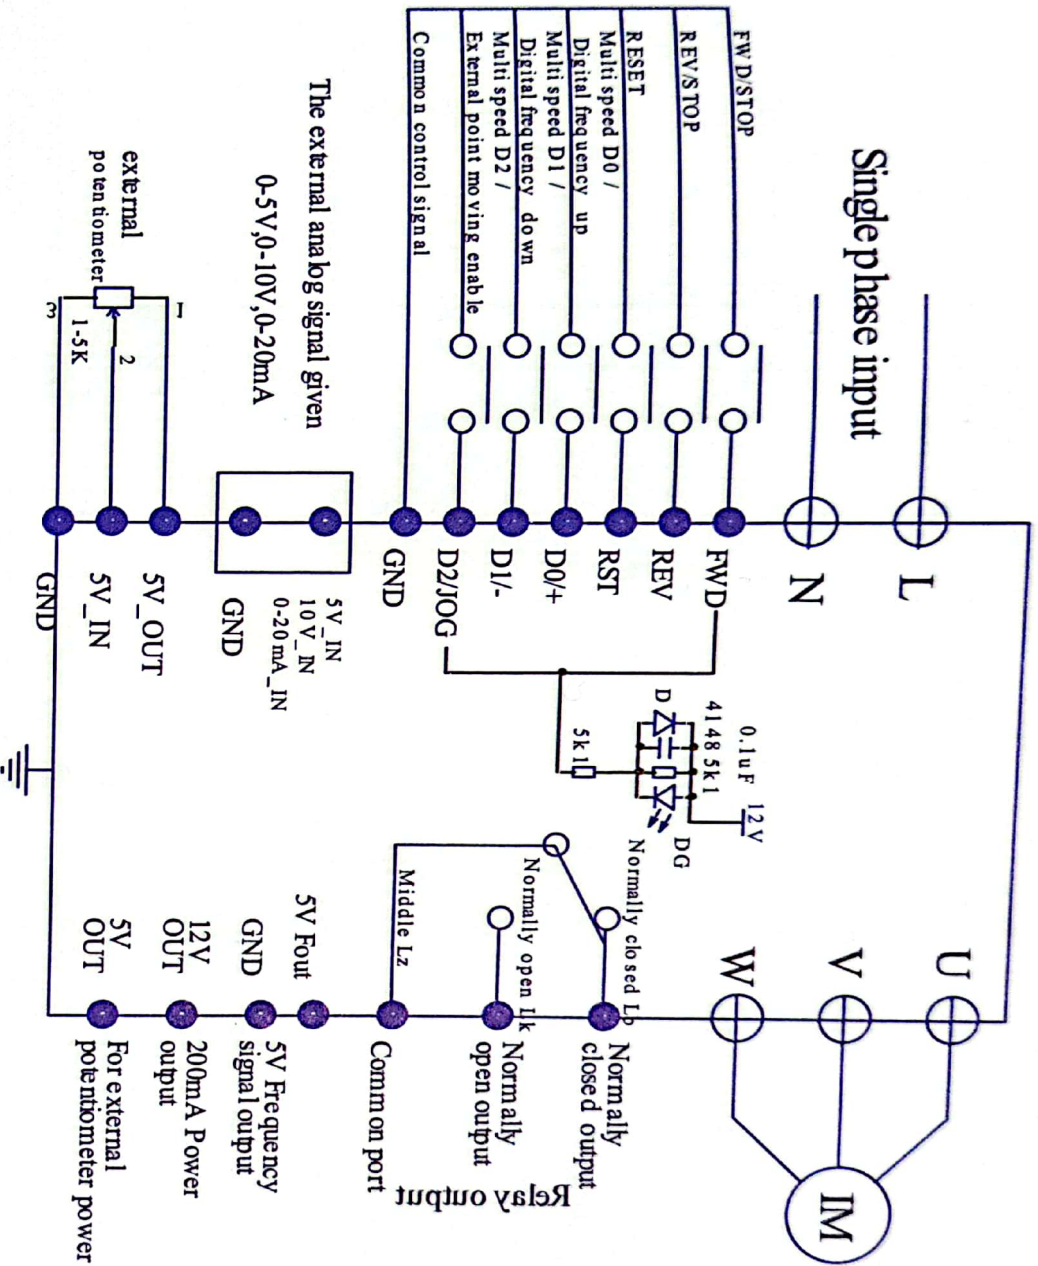 Single phase input
L
N
FWD/STOP
REV/STOP
RESET
Multi speed D0 /
Digital frequency up
Multi speed D1 /
Digital frequency down
Multi speed D2 /
External point moving enable
Common control signal
The external analog signal given
0-5V,0-10V,0-20mA
external
potentiometer
1
2
3
1-5K
FWD
REV
RST
D0/+
D1/-
D2/JOG
GND
5V_IN
10V_IN
0-20mA_IN
GND
5V_OUT
5V_IN
GND
0.1uF
12V
4148
5k1
D
5k1
DG
Normally closed Lb
Normally open Lk
Middle Lz
U
V
W
IM
5V Fout
GND
12V
OUT
5V
OUT
Normally
closed output
Normally
open output
Common port
Relay output
5V Frequency
signal output
200mA Power
output
For external
potentiometer power